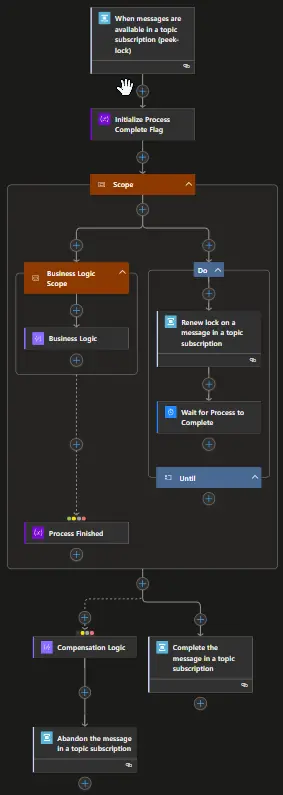 When messages are
available in a topic
subscription (peek-
lock)
Initialize Process
Complete Flag
Scope
Business Logic
Scope
Do
Business Logic
Renew lock on a
message in a topic
subscription
Wait for Process to
Complete
Until
Process Finished
Compensation Logic
Complete the
message in a topic
subscription
Abandon the message
in a topic subscription